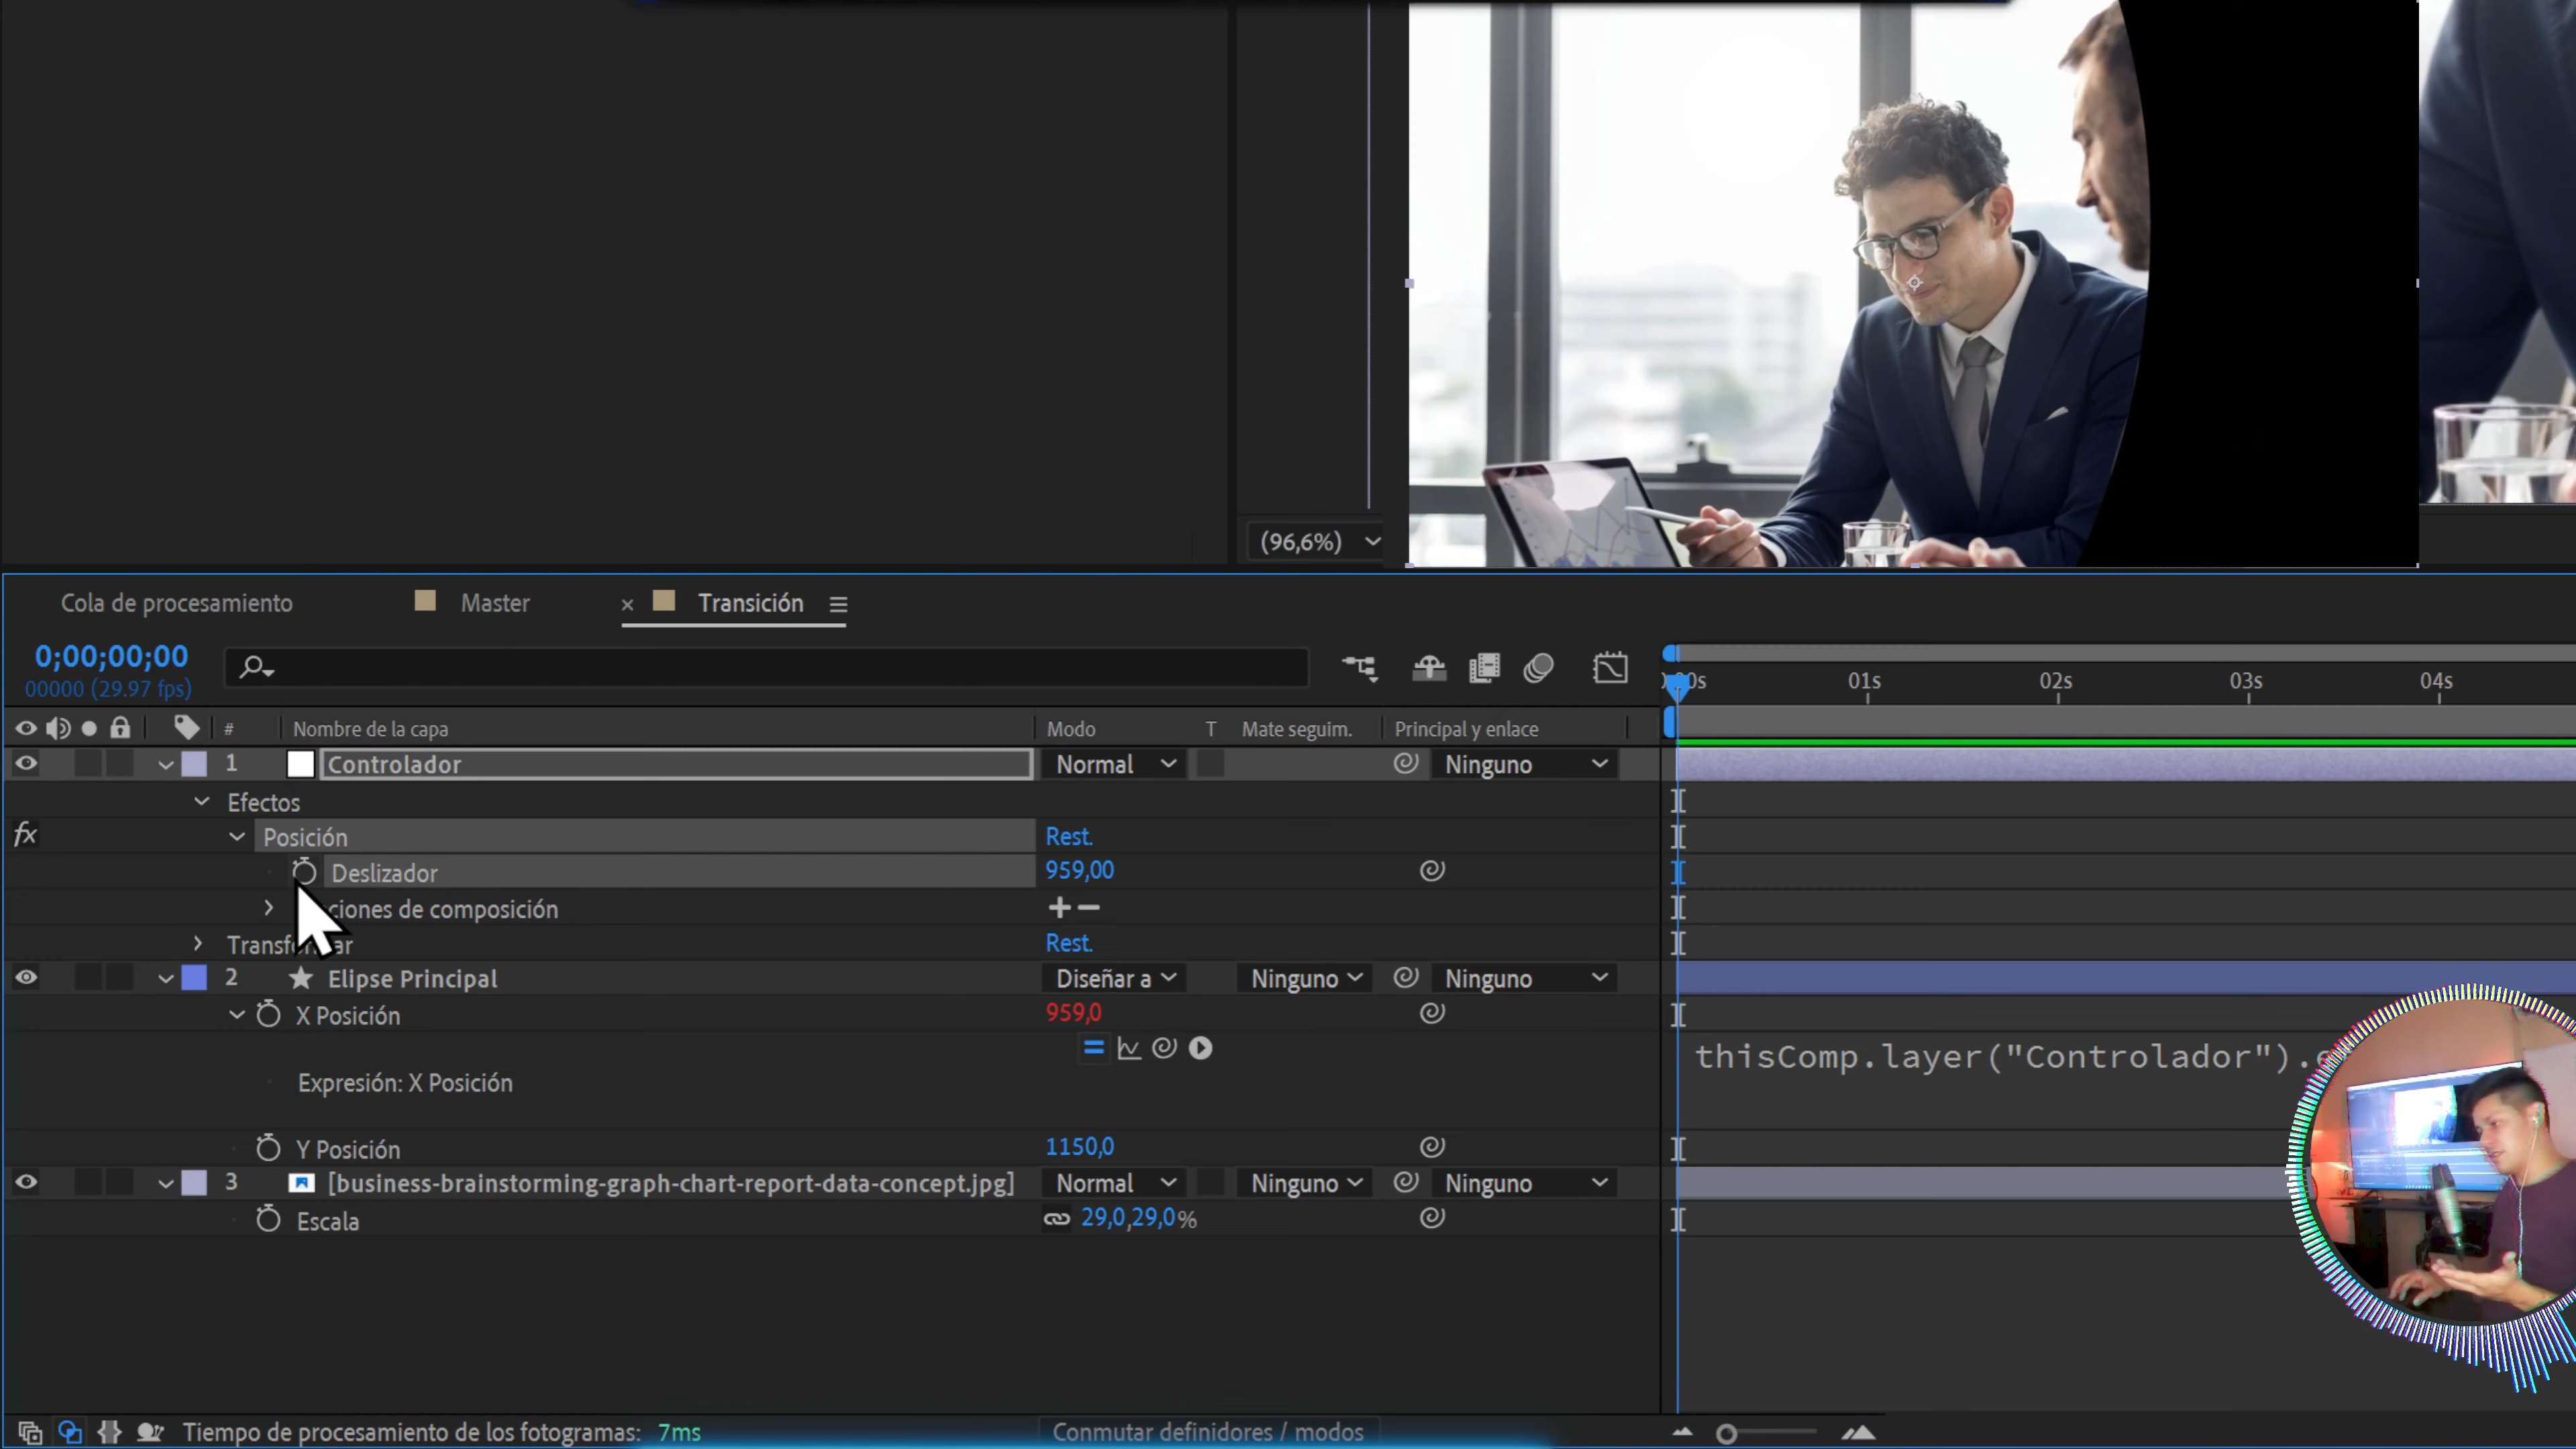 (96,6%)
Cola de procesamiento
Master
Transición
0;00;00;00
00000 (29.97 fps)
01s
02s
03s
04s
#
Nombre de la capa
Modo
T
Mate seguim.
Principal y enlace
1
Controlador
Normal
Ninguno
Efectos
fx
Posición
Rest.
Deslizador
959,00
de composición
Rest.
2
Elipse Principal
Diseñar a
Ninguno
Ninguno
X Posición
959,0
thisComp.layer("Controlador").e
Expresión: X Posición
Y Posición
1150,0
3
[business-brainstorming-graph-chart-report-data-concept.jpg]
Normal
Ninguno
Ninguno
Escala
29,0,29,0%
Tiempo de procesamiento de los fotogramas: 7ms
Conmutar definidores / modos